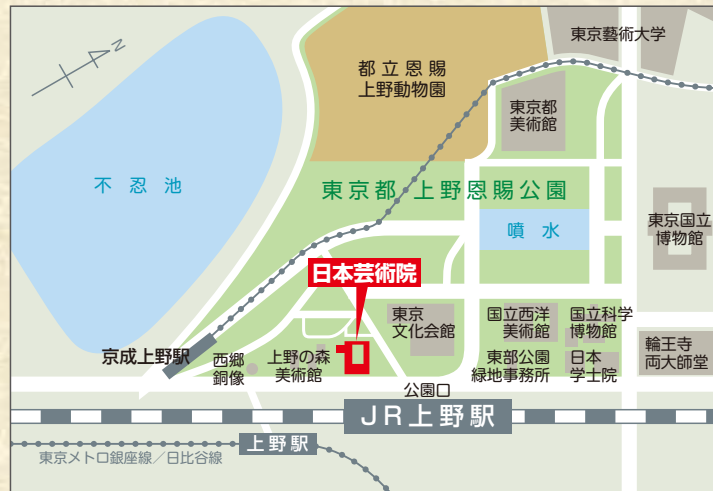 N
東京藝術大学
都立恩賜
上野動物園
東京都
美術館
不忍池
東京都 上野恩賜公園
噴水
東京国立
博物館
日本芸術院
東京
文化会館
国立西洋
美術館
国立科学
博物館
京成上野駅
西郷
銅像
上野の森
美術館
東部公園
緑地事務所
日本
学士院
輪王寺
両大師堂
公園口
JR上野駅
上野駅
東京メトロ銀座線／日比谷線